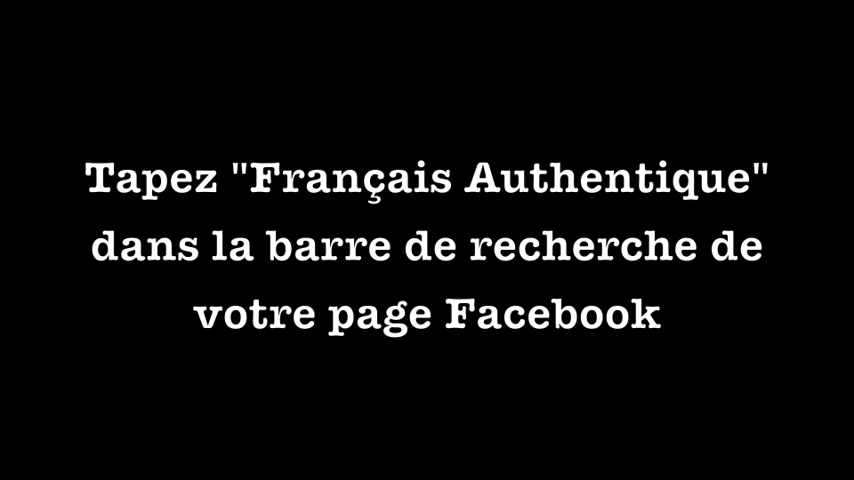 Tapez "Français Authentique"
dans la barre de recherche de
votre page Facebook